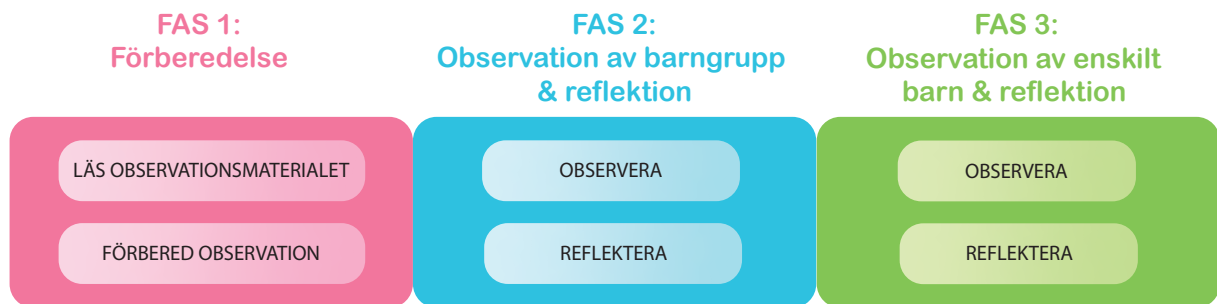 FAS 1:
Förberedelse
LÄS OBSERVATIONSMATERIALET
FÖRBERED OBSERVATION
FAS 2:
Observation av barngrupp
& reflektion
OBSERVERA
REFLEKTERA
FAS 3:
Observation av enskilt
barn & reflektion
OBSERVERA
REFLEKTERA